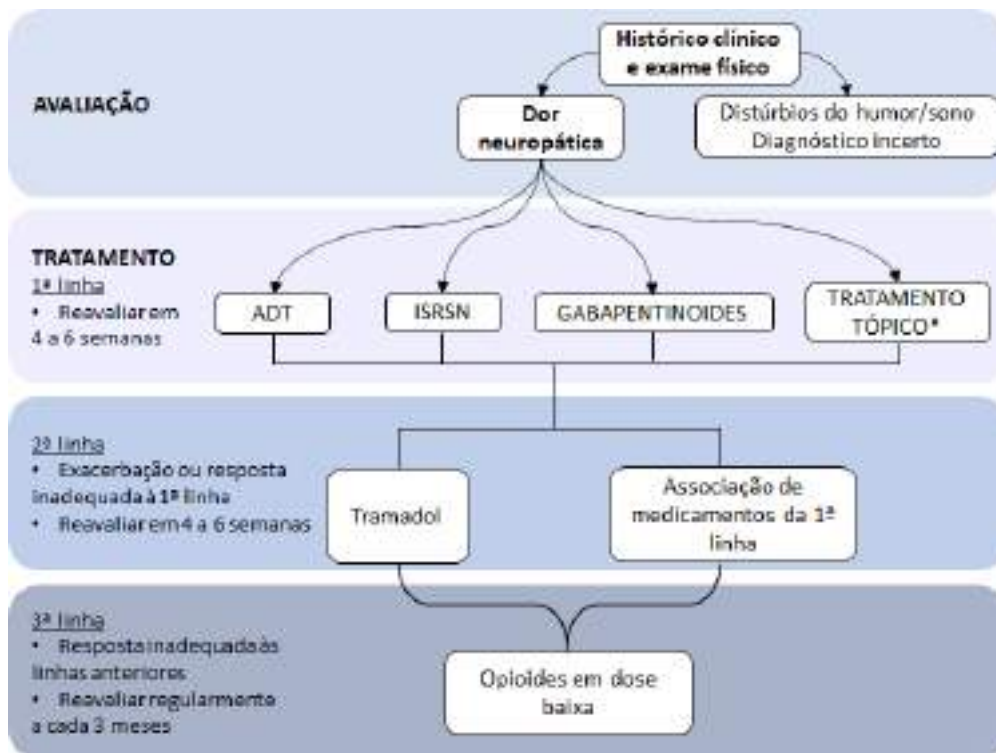 Histórico clínico
e exame físico
AVALIAÇÃO
Dor
neuropática
Distúrbios do humor/sono
Diagnóstico incerto
TRATAMENTO
1ª linha
• Reavaliar em
4 a 6 semanas
ADT
ISRSN
GABAPENTINOIDES
TRATAMENTO
TÓPICO*
2ª linha
• Exacerbação ou resposta
inadequada à 1ª linha
• Reavaliar em 4 a 6 semanas
Tramadol
Associação de
medicamentos da 1ª
linha
3ª linha
• Resposta inadequada às
linhas anteriores
• Reavaliar regularmente
a cada 3 meses
Opioides em dose
baixa